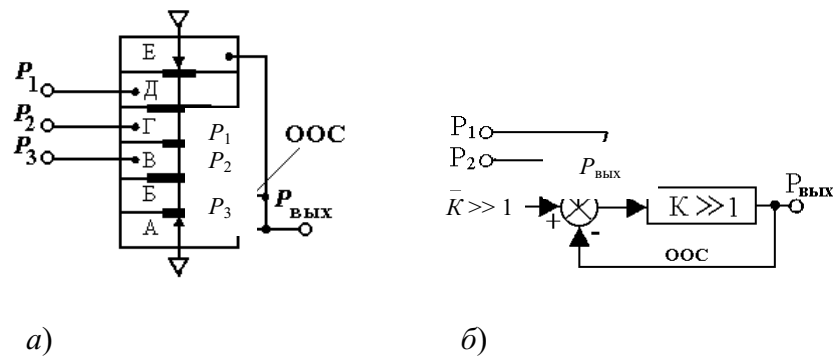 Е
P1
Д
P2
Г
P1
ООС
P3
В
P2
Б
P3
Pвых
А
а)
P1
P2
Pвых
K̄ >> 1
+
-
K >> 1
Pвых
ООС
б)